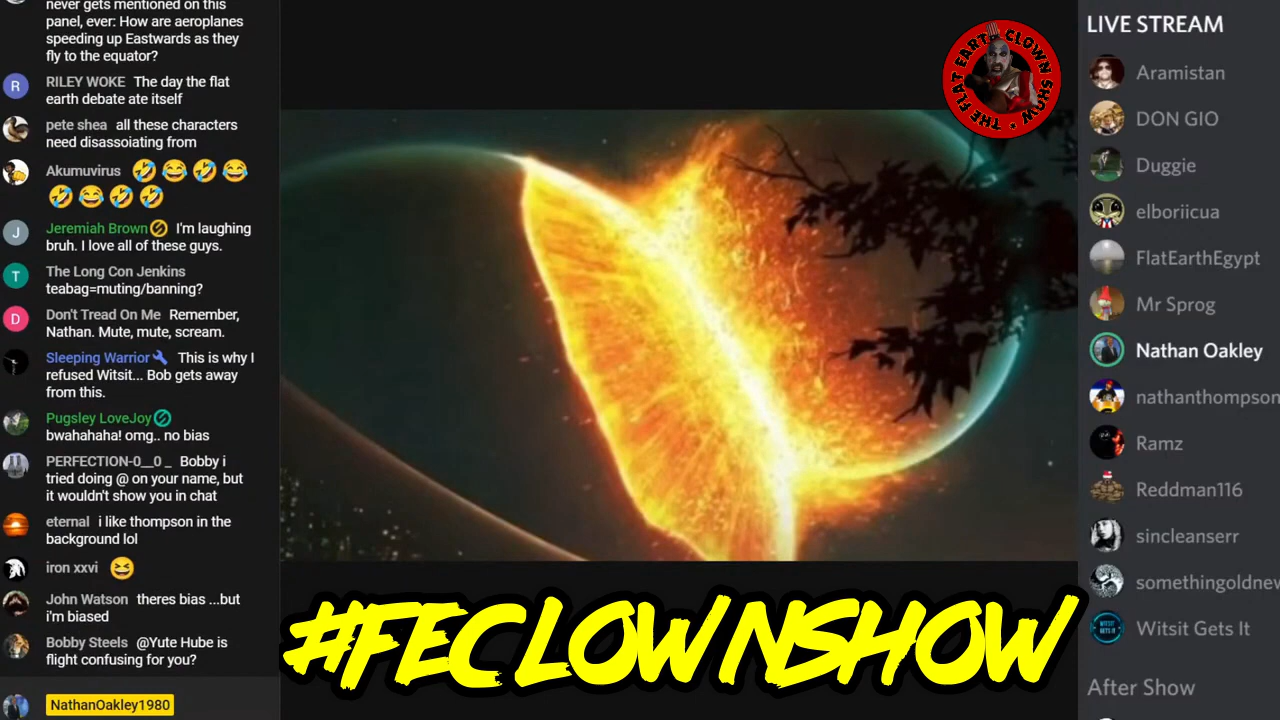 never gets mentioned on this
panel, ever: How are aeroplanes
speeding up Eastwards as they
fly to the equator?
R
RILEY WOKE The day the flat
earth debate ate itself
pete shea all these characters
need disassoiating from
Akumuvirus 🤣😂🤣😂
🤣😂🤣🤣
J
Jeremiah Brown I'm laughing
bruh. I love all of these guys.
T
The Long Con Jenkins
teabag=muting/banning?
D
Don't Tread On Me Remember,
Nathan. Mute, mute, scream.
Sleeping Warrior This is why I
refused Witsit... Bob gets away
from this.
Pugsley LoveJoy
bwahahaha! omg.. no bias
PERFECTION-0__0 _ Bobby i
tried doing @ on your name, but
it wouldn't show you in chat
eternal i like thompson in the
background lol
iron xxvi 😆
John Watson theres bias ...but
i'm biased
Bobby Steels @Yute Hube is
flight confusing for you?
NathanOakley1980
THE FLAT EARTH CLOWN SHOW
#FECLOWNSHOW
LIVE STREAM
Aramistan
DON GIO
Duggie
elboriicua
FlatEarthEgypt
Mr Sprog
Nathan Oakley
nathanthompson
Ramz
Reddman116
sincleanserr
somethingoldnew
WITSIT
GETS IT
Witsit Gets It
After Show